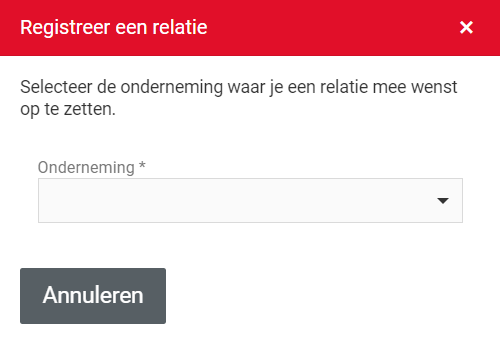 Registreer een relatie
Selecteer de onderneming waar je een relatie mee wenst
op te zetten.
Onderneming *
Annuleren